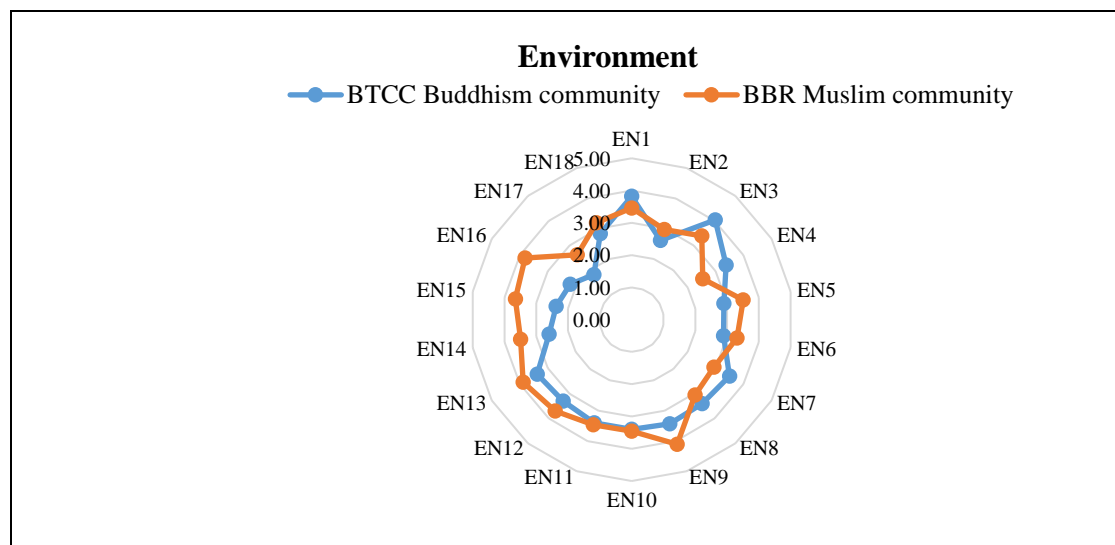 Environment
BTCC Buddhism community BBR Muslim community
EN1
EN2
EN3
EN4
EN5
EN6
EN7
EN8
EN9
EN10
EN11
EN12
EN13
EN14
EN15
EN16
EN17
EN18
5.00
4.00
3.00
2.00
1.00
0.00